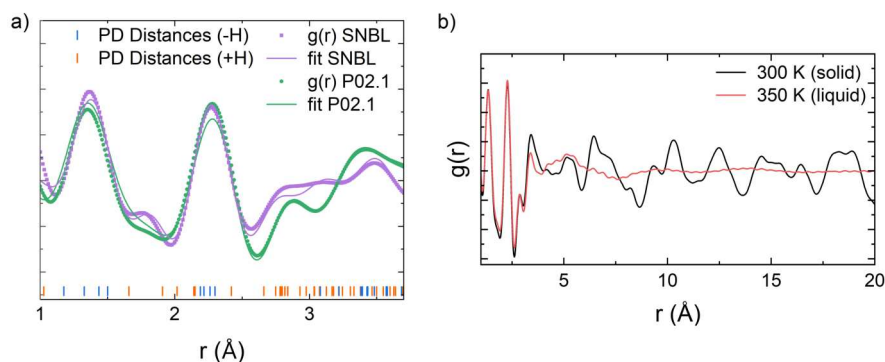 a)
PD Distances (-H)
PD Distances (+H)
g(r) SNBL
fit SNBL
g(r) P02.1
fit P02.1
1 2 3
r (Å)
b)
300 K (solid)
350 K (liquid)
g(r)
5 10 15 20
r (Å)